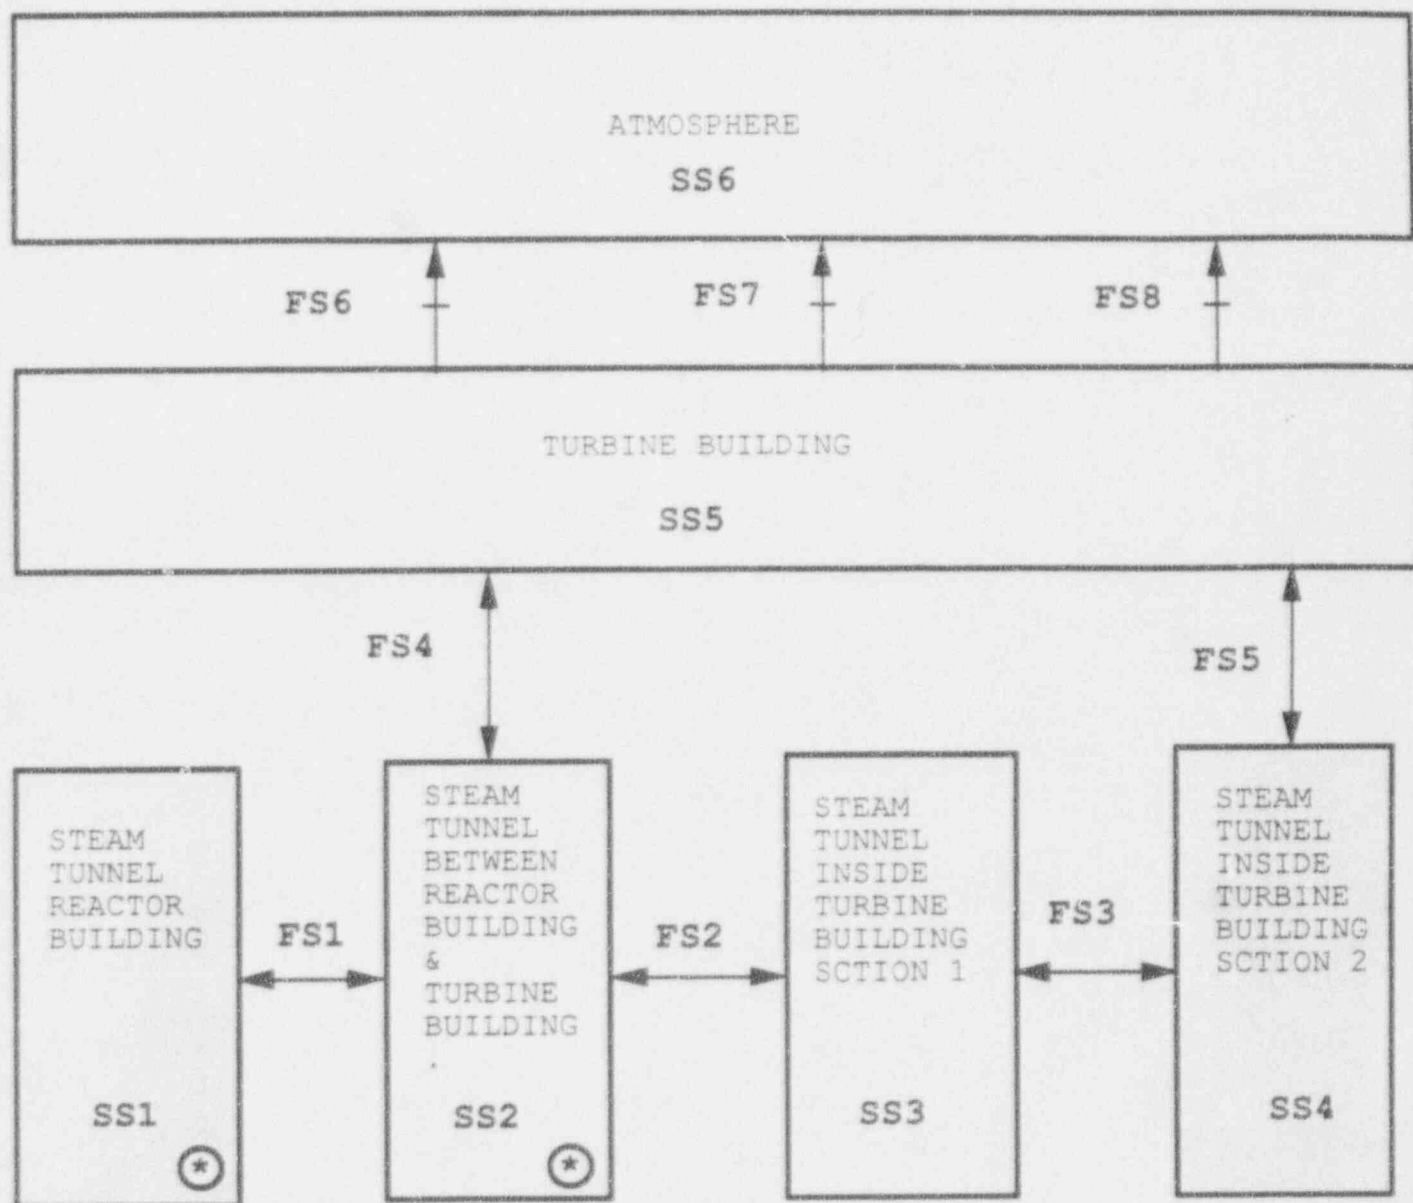 ATMOSPHERE
SS6
FS6
FS7
FS8
TURBINE BUILDING
SS5
FS4
FS5
STEAM
TUNNEL
REACTOR
BUILDING
SS1
*
FS1
STEAM
TUNNEL
BETWEEN
REACTOR
BUILDING
&
TURBINE
BUILDING
.
SS2
*
FS2
STEAM
TUNNEL
INSIDE
TURBINE
BUILDING
SCTION 1
SS3
FS3
STEAM
TUNNEL
INSIDE
TURBINE
BUILDING
SCTION 2
SS4